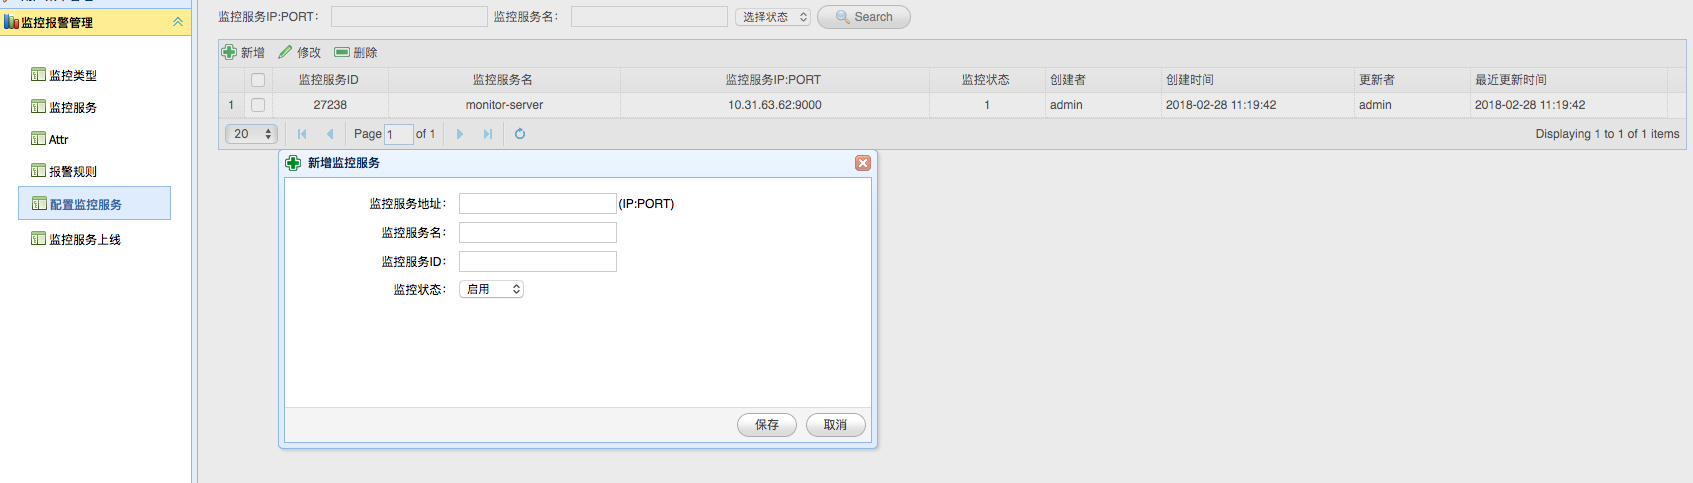 监控报警管理
监控类型
监控服务
Attr
报警规则
配置监控服务
监控服务上线
监控服务IP:PORT： 监控服务名： 选择状态 Search
新增 修改 删除
监控服务ID 监控服务名 监控服务IP:PORT 监控状态 创建者 创建时间 更新者 最近更新时间
1 27238 monitor-server 10.31.63.62:9000 1 admin 2018-02-28 11:19:42 admin 2018-02-28 11:19:42
20 Page 1 of 1 Displaying 1 to 1 of 1 items
新增监控服务
监控服务地址： (IP:PORT)
监控服务名：
监控服务ID：
监控状态： 启用
保存 取消